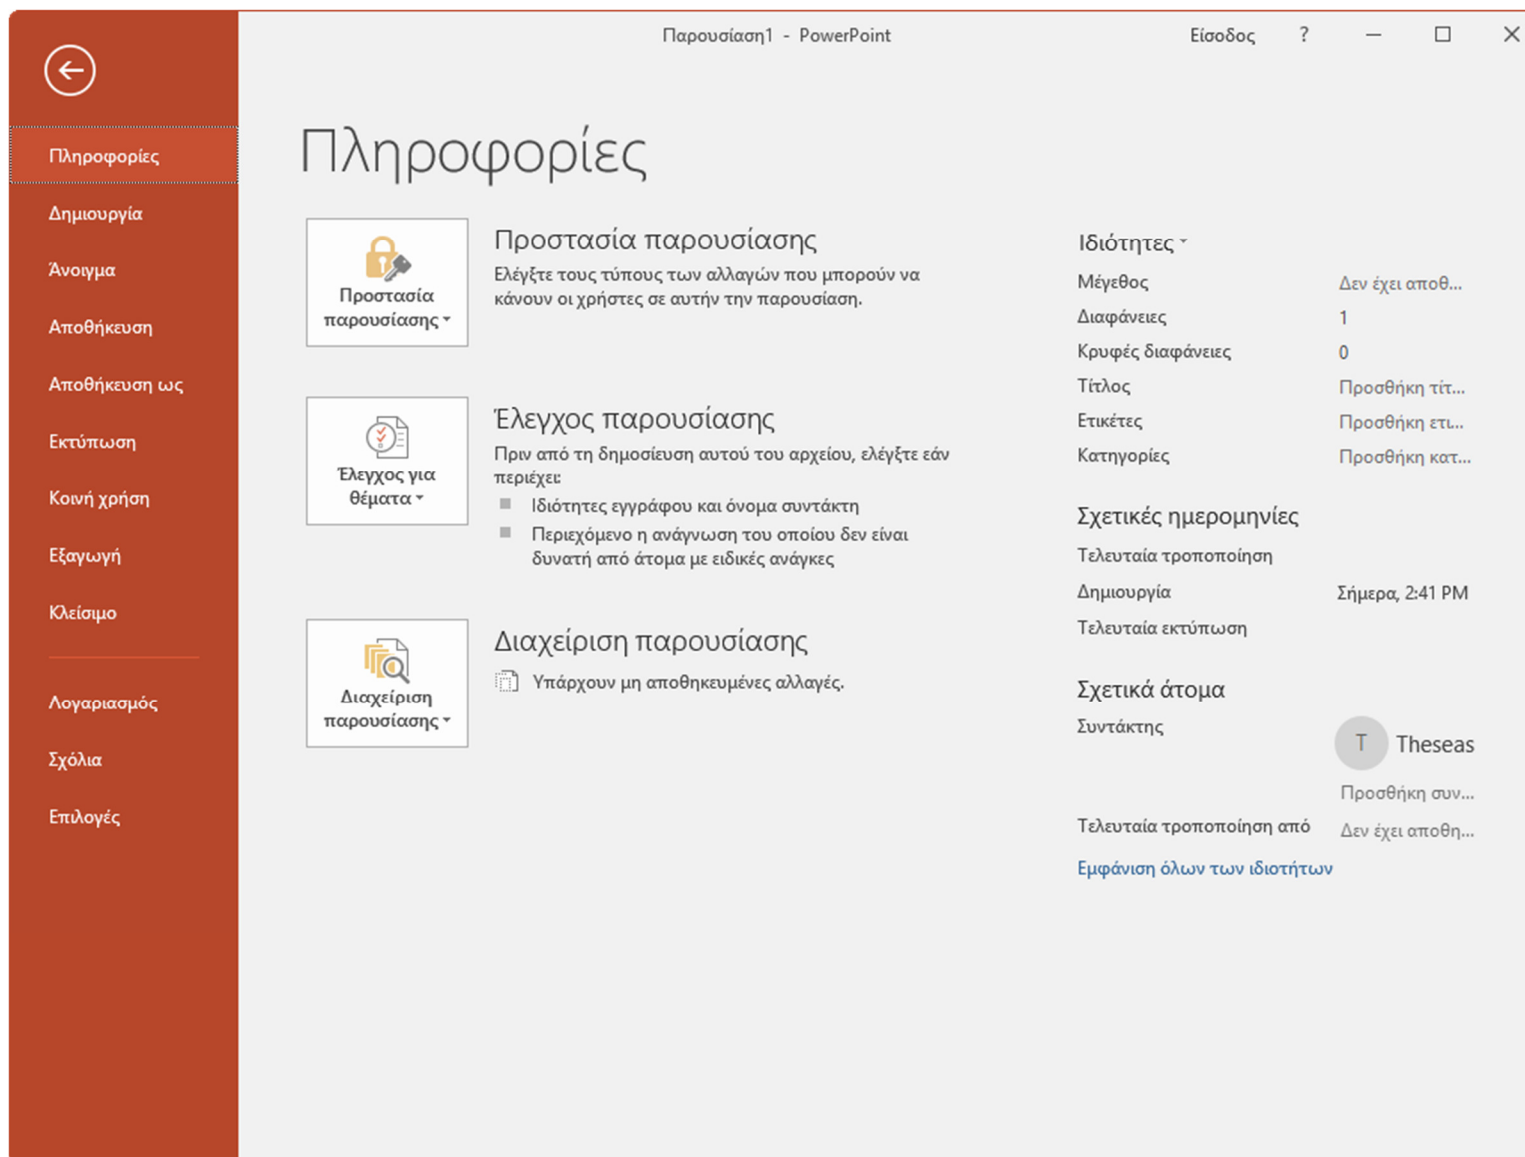 Παρουσίαση1 - PowerPoint
Είσοδος ?
Πληροφορίες
Δημιουργία
Άνοιγμα
Αποθήκευση
Αποθήκευση ως
Εκτύπωση
Κοινή χρήση
Εξαγωγή
Κλείσιμο
Λογαριασμός
Σχόλια
Επιλογές
Πληροφορίες
Προστασία
παρουσίασης
Προστασία παρουσίασης
Ελέγξτε τους τύπους των αλλαγών που μπορούν να
κάνουν οι χρήστες σε αυτήν την παρουσίαση.
Έλεγχος για
θέματα
Έλεγχος παρουσίασης
Πριν από τη δημοσίευση αυτού του αρχείου, ελέγξτε εάν
περιέχει:
Ιδιότητες εγγράφου και όνομα συντάκτη
Περιεχόμενο η ανάγνωση του οποίου δεν είναι
δυνατή από άτομα με ειδικές ανάγκες
Διαχείριση
παρουσίασης
Διαχείριση παρουσίασης
Υπάρχουν μη αποθηκευμένες αλλαγές.
Ιδιότητες
Μέγεθος Δεν έχει αποθ...
Διαφάνειες 1
Κρυφές διαφάνειες 0
Τίτλος Προσθήκη τίτ...
Ετικέτες Προσθήκη ετι...
Κατηγορίες Προσθήκη κατ...
Σχετικές ημερομηνίες
Τελευταία τροποποίηση
Δημιουργία Σήμερα, 2:41 PM
Τελευταία εκτύπωση
Σχετικά άτομα
Συντάκτης
T Theseas
Προσθήκη συν...
Τελευταία τροποποίηση από Δεν έχει αποθη...
Εμφάνιση όλων των ιδιοτήτων